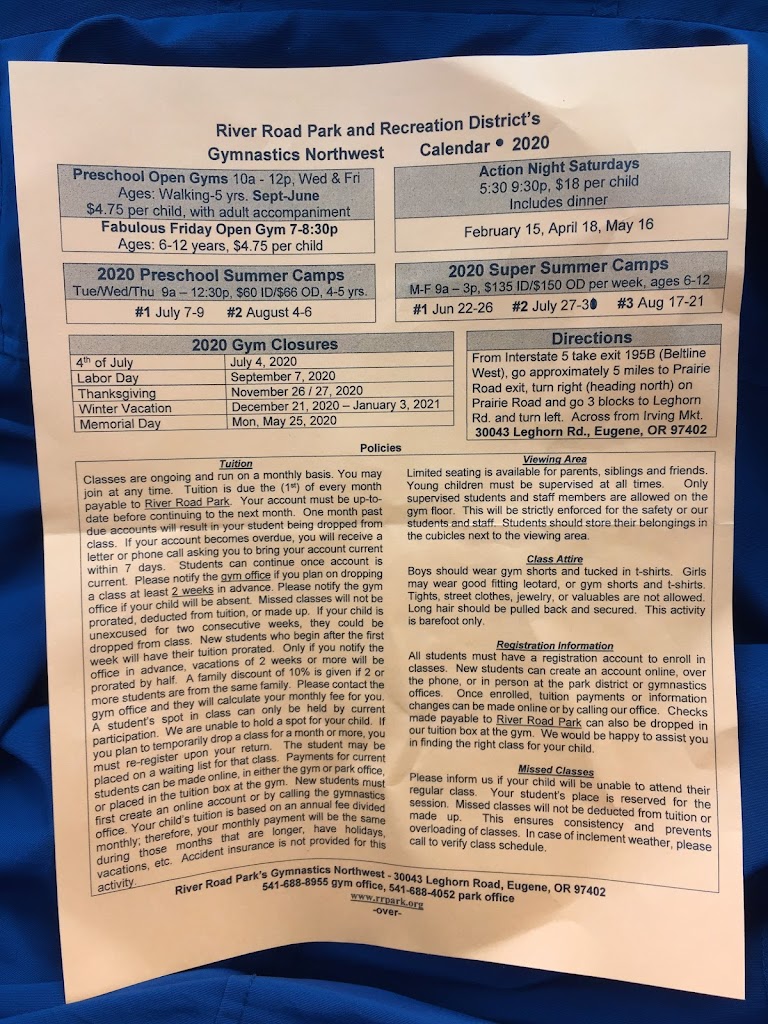 River Road Park and Recreation District's
Gymnastics Northwest Calendar • 2020
Preschool Open Gyms 10a - 12p, Wed & Fri
Ages: Walking-5 yrs. Sept-June
$4.75 per child, with adult accompaniment
Fabulous Friday Open Gym 7-8:30p
Ages: 6-12 years, $4.75 per child
Action Night Saturdays
5:30 9:30p, $18 per child
Includes dinner
February 15, April 18, May 16
2020 Preschool Summer Camps
Tue/Wed/Thu 9a – 12:30p, $60 ID/$66 OD, 4-5 yrs.
#1 July 7-9 #2 August 4-6
2020 Super Summer Camps
M-F 9a – 3p, $135 ID/$150 OD per week, ages 6-12
#1 Jun 22-26 #2 July 27-30 #3 Aug 17-21
2020 Gym Closures
4th of July July 4, 2020
Labor Day September 7, 2020
Thanksgiving November 26 / 27, 2020
Winter Vacation December 21, 2020 – January 3, 2021
Memorial Day Mon, May 25, 2020
Directions
From Interstate 5 take exit 195B (Beltline
West), go approximately 5 miles to Prairie
Road exit, turn right (heading north) on
Prairie Road and go 3 blocks to Leghorn
Rd. and turn left. Across from Irving Mkt.
30043 Leghorn Rd., Eugene, OR 97402
Policies
Tuition
Classes are ongoing and run on a monthly basis. You may
join at any time. Tuition is due the (1st) of every month
payable to River Road Park. Your account must be up-to-
date before continuing to the next month. One month past
due accounts will result in your student being dropped from
class. If your account becomes overdue, you will receive a
letter or phone call asking you to bring your account current
within 7 days. Students can continue once account is
current. Please notify the gym office if you plan on dropping
a class at least 2 weeks in advance. Please notify the gym
office if your child will be absent. Missed classes will not be
prorated, deducted from tuition, or made up. If your child is
unexcused for two consecutive weeks, they could be
dropped from class. New students who begin after the first
week will have their tuition prorated. Only if you notify the
office in advance, vacations of 2 weeks or more will be
prorated by half. A family discount of 10% is given if 2 or
more students are from the same family. Please contact the
gym office and they will calculate your monthly fee for you.
A student's spot in class can only be held by current
participation. We are unable to hold a spot for your child. If
you plan to temporarily drop a class for a month or more, you
must re-register upon your return. The student may be
placed on a waiting list for that class. Payments for current
students can be made online, in either the gym or park office,
or placed in the tuition box at the gym. New students must
first create an online account or by calling the gymnastics
office. Your child's tuition is based on an annual fee divided
monthly; therefore, your monthly payment will be the same
during those months that are longer, have holidays,
vacations, etc. Accident insurance is not provided for this
activity.
Viewing Area
Limited seating is available for parents, siblings and friends.
Young children must be supervised at all times. Only
supervised students and staff members are allowed on the
gym floor. This will be strictly enforced for the safety or our
students and staff. Students should store their belongings in
the cubicles next to the viewing area.
Class Attire
Boys should wear gym shorts and tucked in t-shirts. Girls
may wear good fitting leotard, or gym shorts and t-shirts.
Tights, street clothes, jewelry, or valuables are not allowed.
Long hair should be pulled back and secured. This activity
is barefoot only.
Registration Information
All students must have a registration account to enroll in
classes. New students can create an account online, over
the phone, or in person at the park district or gymnastics
offices. Once enrolled, tuition payments or information
changes can be made online or by calling our office. Checks
made payable to River Road Park can also be dropped in
our tuition box at the gym. We would be happy to assist you
in finding the right class for your child.
Missed Classes
Please inform us if your child will be unable to attend their
regular class. Your student's place is reserved for the
session. Missed classes will not be deducted from tuition or
made up. This ensures consistency and prevents
overloading of classes. In case of inclement weather, please
call to verify class schedule.
River Road Park's Gymnastics Northwest - 30043 Leghorn Road, Eugene, OR 97402
541-688-8955 gym office, 541-688-4052 park office
www.rrpark.org
-over-